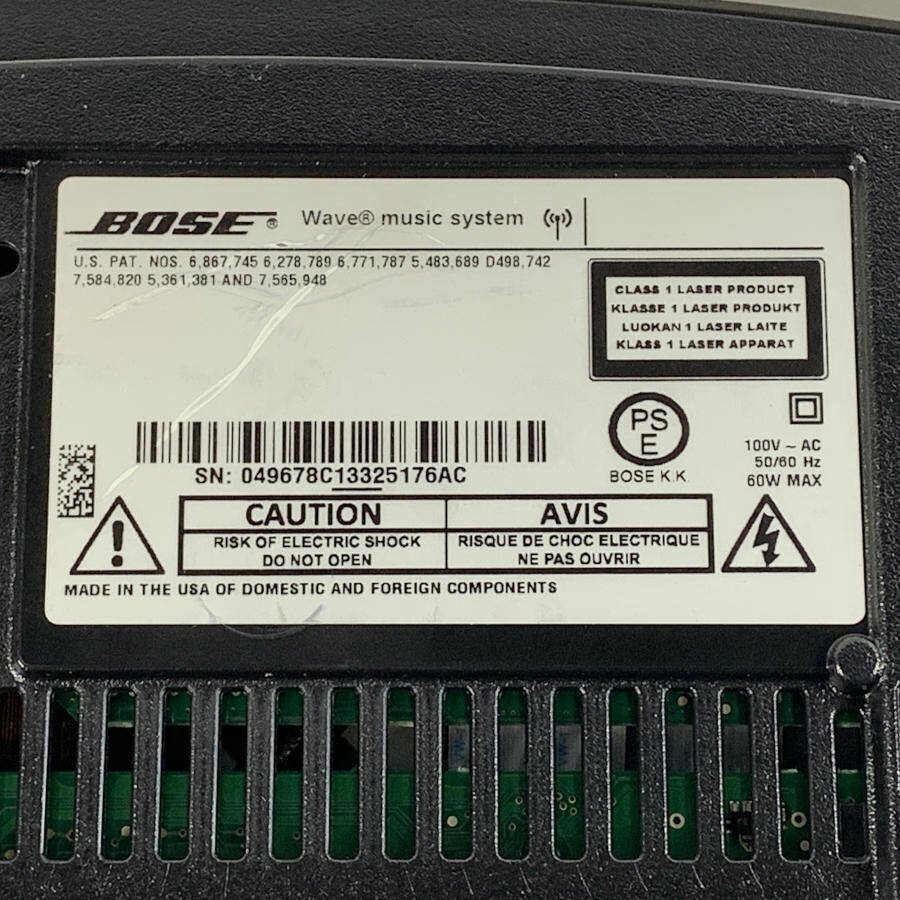 BOSE® Wave® music system
U.S. PAT. NOS. 6,867,745 6,278,789 6,771,787 5,483,689 D498,742
7,584,820 5,361,381 AND 7,565,948
CLASS 1 LASER PRODUCT
KLASSE 1 LASER PRODUKT
LUOKAN 1 LASER LAITE
KLASS 1 LASER APPARAT
PS
E
BOSE K.K.
100V ~ AC
50/60 Hz
60W MAX
SN: 049678C13325176AC
CAUTION
RISK OF ELECTRIC SHOCK
DO NOT OPEN
AVIS
RISQUE DE CHOC ELECTRIQUE
NE PAS OUVRIR
MADE IN THE USA OF DOMESTIC AND FOREIGN COMPONENTS